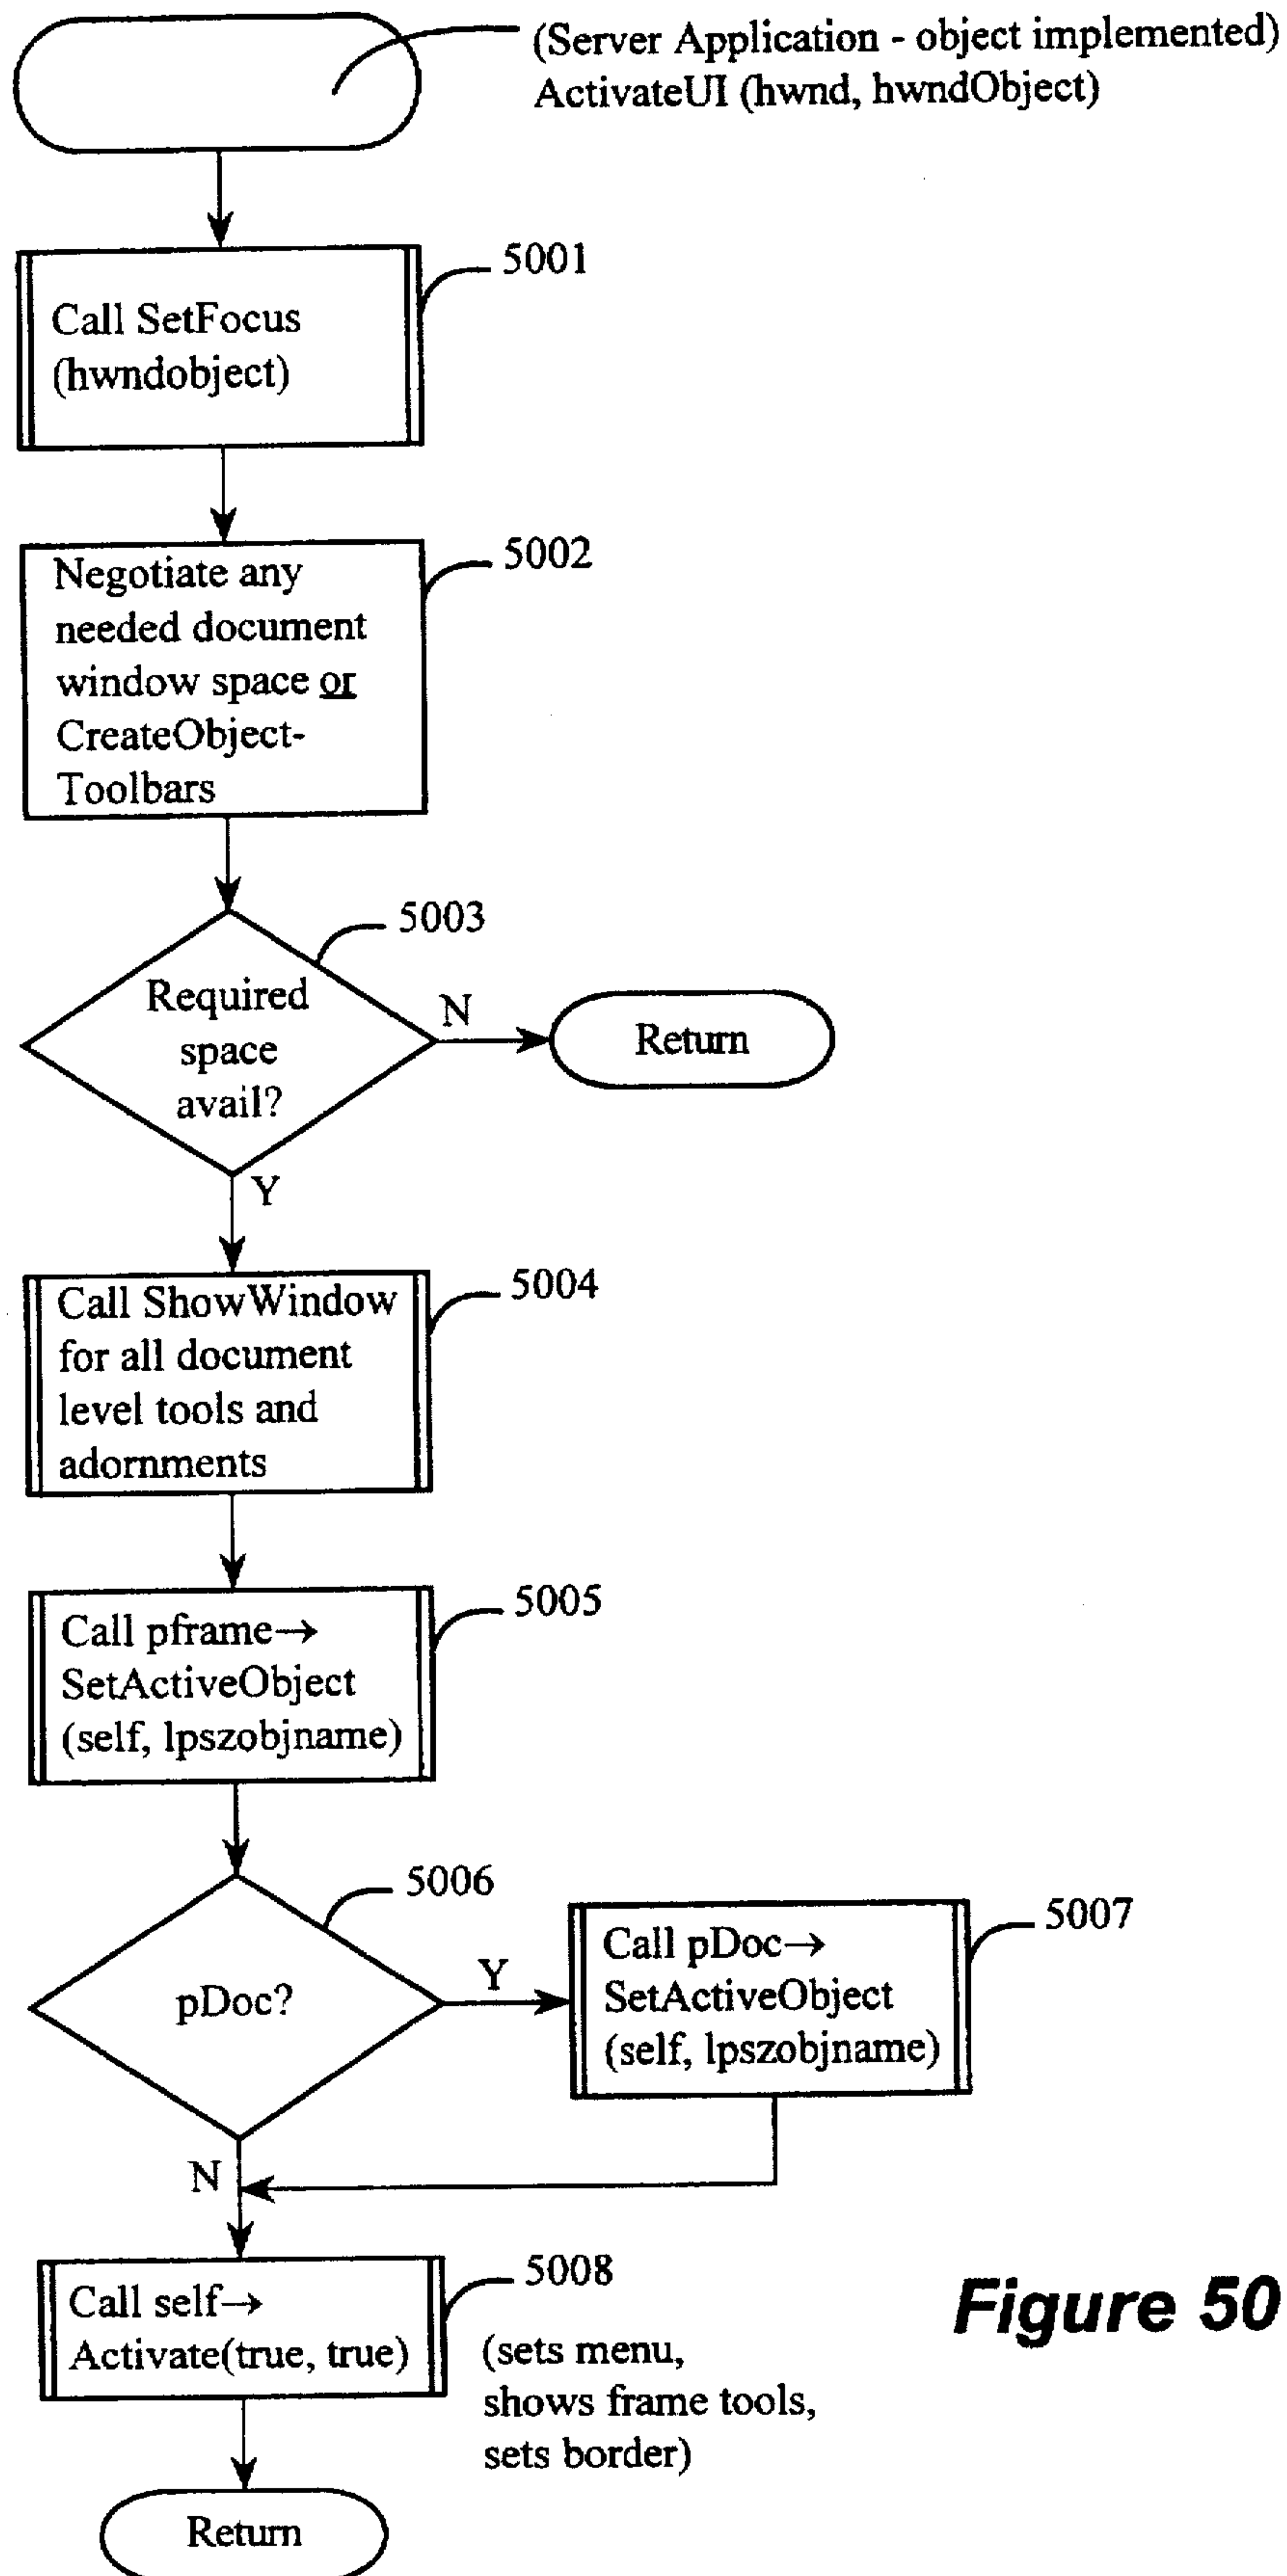 (Server Application - object implemented)
ActivateUI (hwnd, hwndObject)
5001
Call SetFocus
(hwndobject)
5002
Negotiate any
needed document
window space or
CreateObject-
Toolbars
5003
Required
space
avail?
N
Return
Y
5004
Call ShowWindow
for all document
level tools and
adornments
5005
Call pframe→
SetActiveObject
(self, lpszobjname)
5006
pDoc?
Y
5007
Call pDoc→
SetActiveObject
(self, lpszobjname)
N
5008
Call self→
Activate(true, true)
(sets menu,
shows frame tools,
sets border)
Return
Figure 50